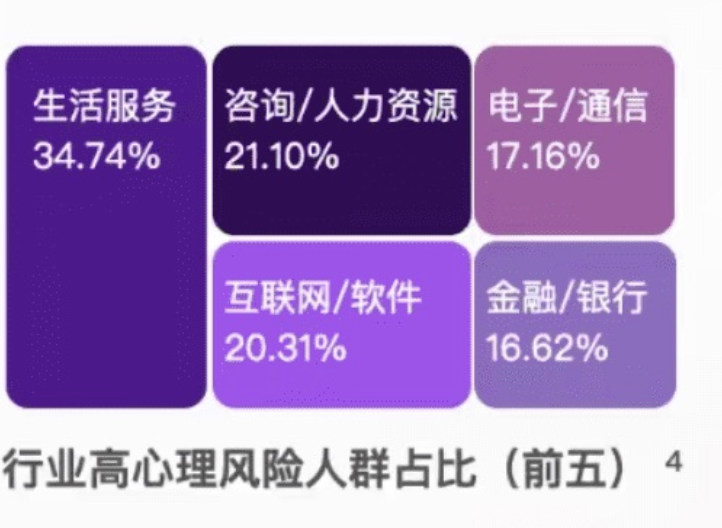 生活服务
34.74%
咨询/人力资源
21.10%
电子/通信
17.16%
互联网/软件
20.31%
金融/银行
16.62%
行业高心理风险人群占比（前五） 4